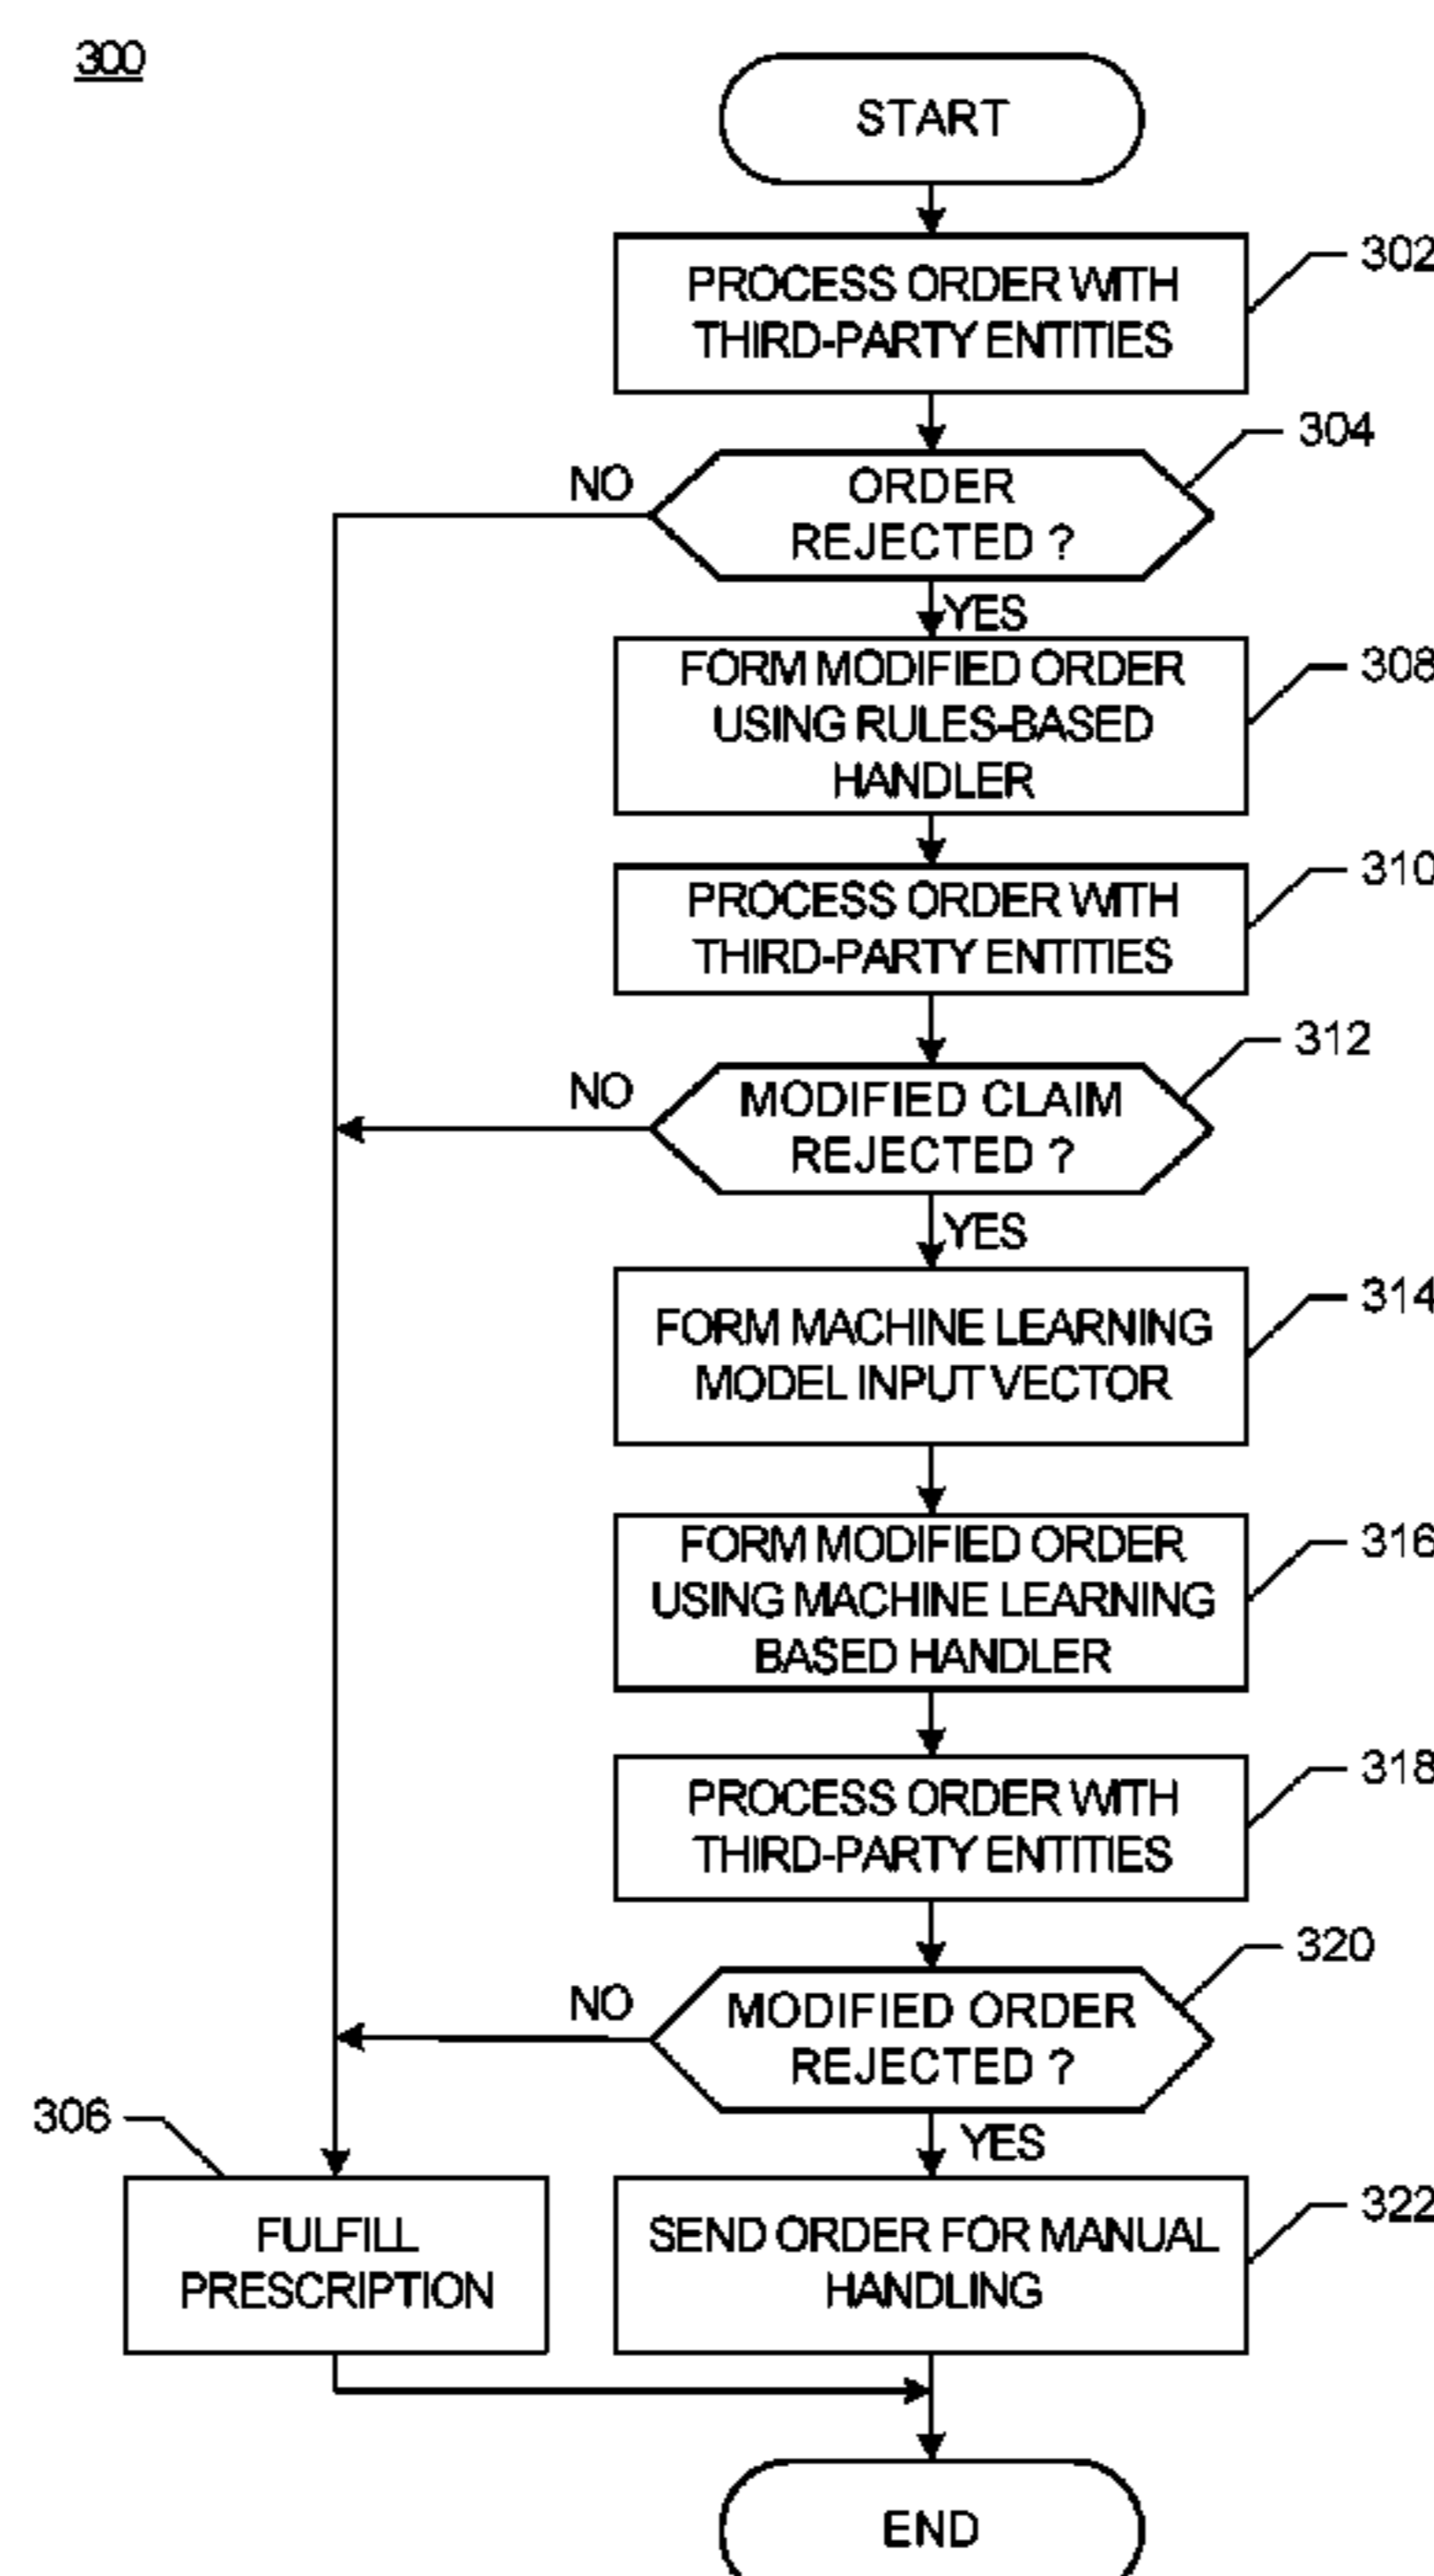 300
START
PROCESS ORDER WITH
THIRD-PARTY ENTITIES
302
ORDER
REJECTED ?
304
NO
YES
FORM MODIFIED ORDER
USING RULES-BASED
HANDLER
308
PROCESS ORDER WITH
THIRD-PARTY ENTITIES
310
MODIFIED CLAIM
REJECTED ?
312
NO
YES
FORM MACHINE LEARNING
MODEL INPUT VECTOR
314
FORM MODIFIED ORDER
USING MACHINE LEARNING
BASED HANDLER
316
PROCESS ORDER WITH
THIRD-PARTY ENTITIES
318
MODIFIED ORDER
REJECTED ?
320
NO
YES
306
FULFILL
PRESCRIPTION
SEND ORDER FOR MANUAL
HANDLING
322
END